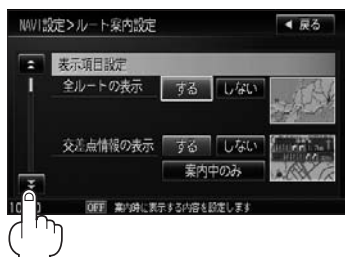 NAVI設定>ルート案内設定
戻る
表示項目設定
全ルートの表示 する しない
交差点情報の表示 する しない
案内中のみ
OFF 案内時に表示する内容を設定します